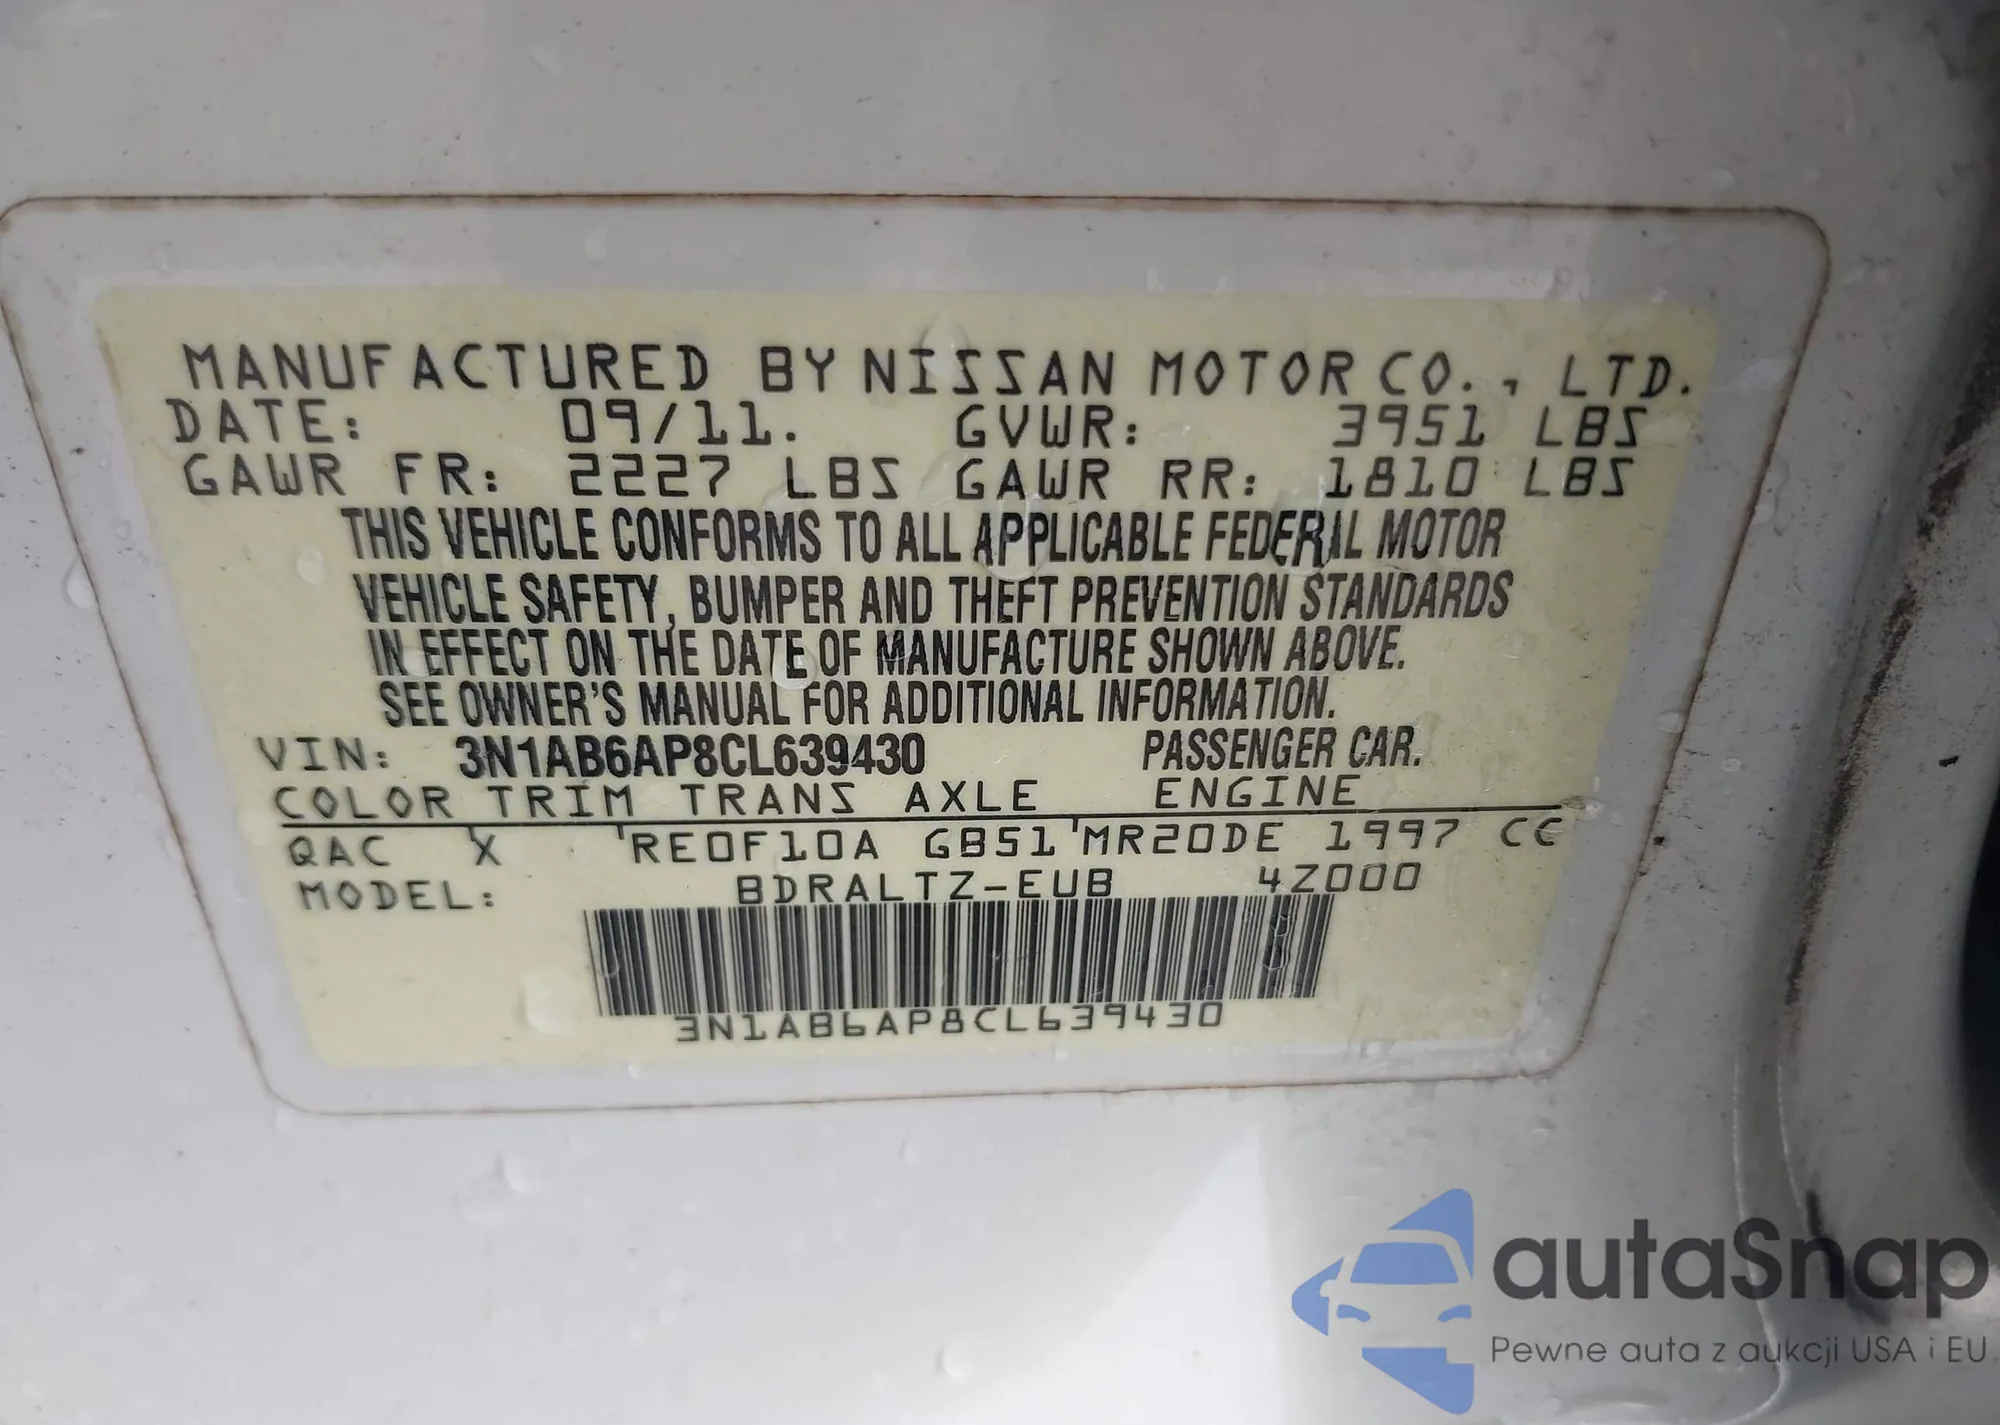 MANUFACTURED BY NISSAN MOTOR CO., LTD.
DATE: 09/11. GVWR: 3951 LBS
GAWR FR: 2227 LBS GAWR RR: 1810 LBS
THIS VEHICLE CONFORMS TO ALL APPLICABLE FEDERAL MOTOR
VEHICLE SAFETY, BUMPER AND THEFT PREVENTION STANDARDS
IN EFFECT ON THE DATE OF MANUFACTURE SHOWN ABOVE.
SEE OWNER'S MANUAL FOR ADDITIONAL INFORMATION.
VIN: 3N1AB6AP8CL639430 PASSENGER CAR.
COLOR TRIM TRANS AXLE ENGINE
QAC X RE0F10A GB51 MR20DE 1997 CC
MODEL: BDRALTZ-EUB 4Z000
3N1AB6AP8CL639430
autaSnap
Pewne auta z aukcji USA i EU